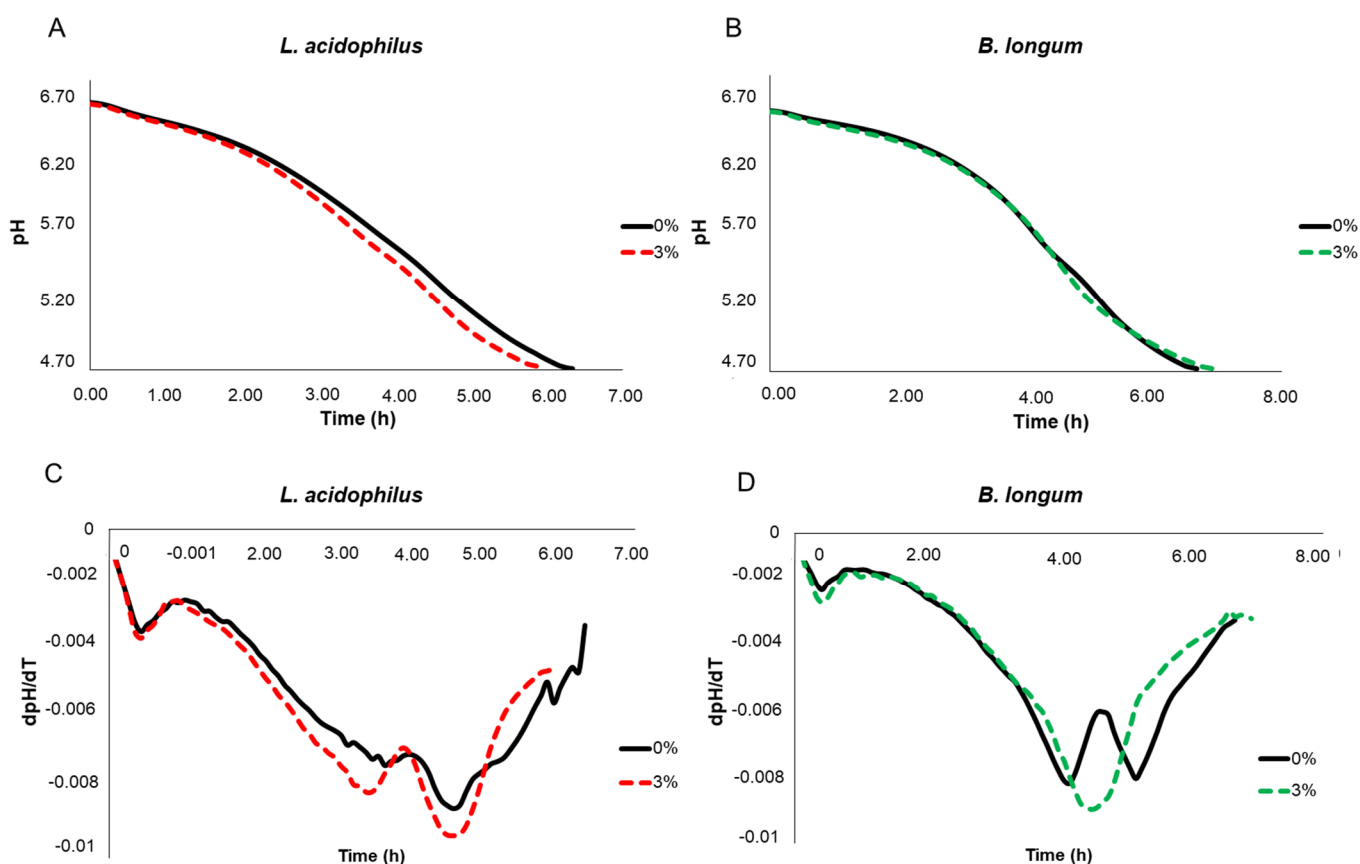 A
L. acidophilus
6.70
6.20
5.70
5.20
4.70
pH
0.00 1.00 2.00 3.00 4.00 5.00 6.00 7.00
Time (h)
0%
3%
B
B. longum
6.70
6.20
5.70
5.20
4.70
pH
0.00 2.00 4.00 6.00 8.00
Time (h)
0%
3%
C
L. acidophilus
0
-0.002
-0.004
-0.006
-0.008
-0.01
dpH/dT
0 -0.001 2.00 3.00 4.00 5.00 6.00 7.00
Time (h)
0%
3%
D
B. longum
0
-0.002
-0.004
-0.006
-0.008
-0.01
dpH/dT
0 2.00 4.00 6.00 8.00
Time (h)
0%
3%